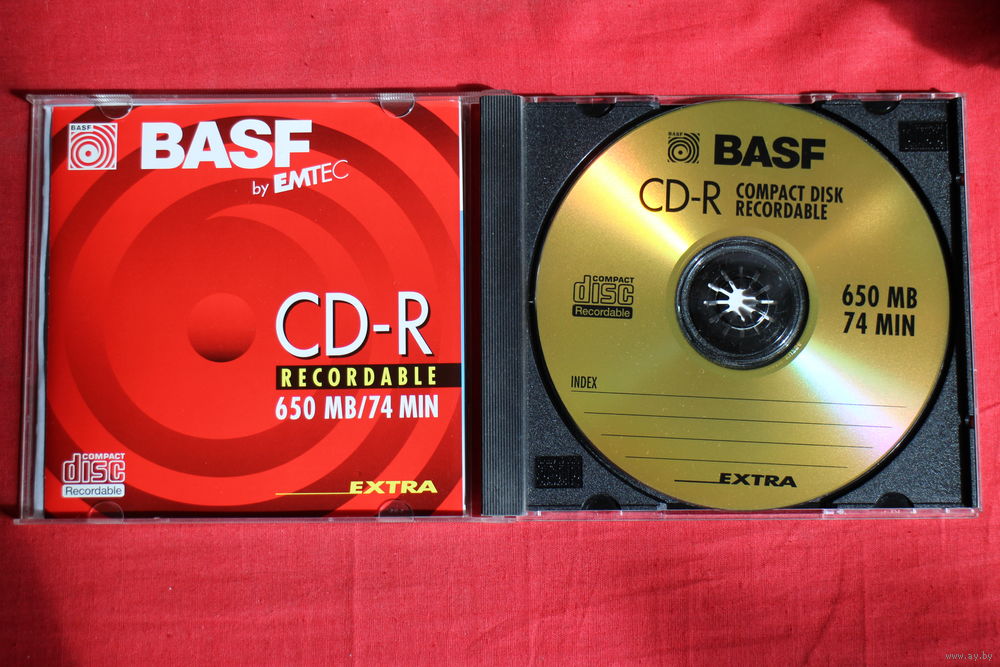 BASF
BASF
by EMTEC
CD-R
RECORDABLE
650 MB/74 MIN
COMPACT
disc
Recordable
EXTRA
BASF
BASF
CD-R COMPACT DISK
RECORDABLE
COMPACT
disc
Recordable
650 MB
74 MIN
INDEX
EXTRA
www.ay.by